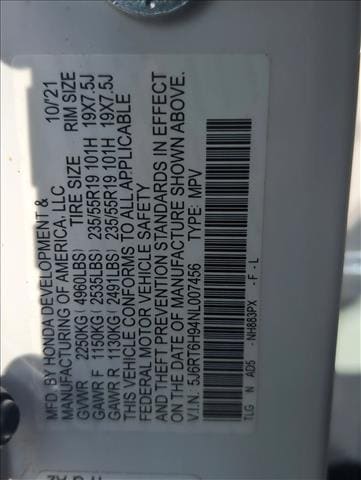 MFD BY HONDA DEVELOPMENT & 10/21
MANUFACTURING OF AMERICA, LLC
TIRE SIZE RIM SIZE
GVWR 2250KG (4960LBS)
GAWR F 1150KG (2535LBS) 235/55R19 101H 19X7.5J
GAWR R 1130KG (2491LBS) 235/55R19 101H 19X7.5J
THIS VEHICLE CONFORMS TO ALL APPLICABLE
FEDERAL MOTOR VEHICLE SAFETY
AND THEFT PREVENTION STANDARDS IN EFFECT
ON THE DATE OF MANUFACTURE SHOWN ABOVE.
V.I.N.: 5J6RT6H94NL007456 TYPE: MPV
TLG N AD5 - NH883PX - F - L